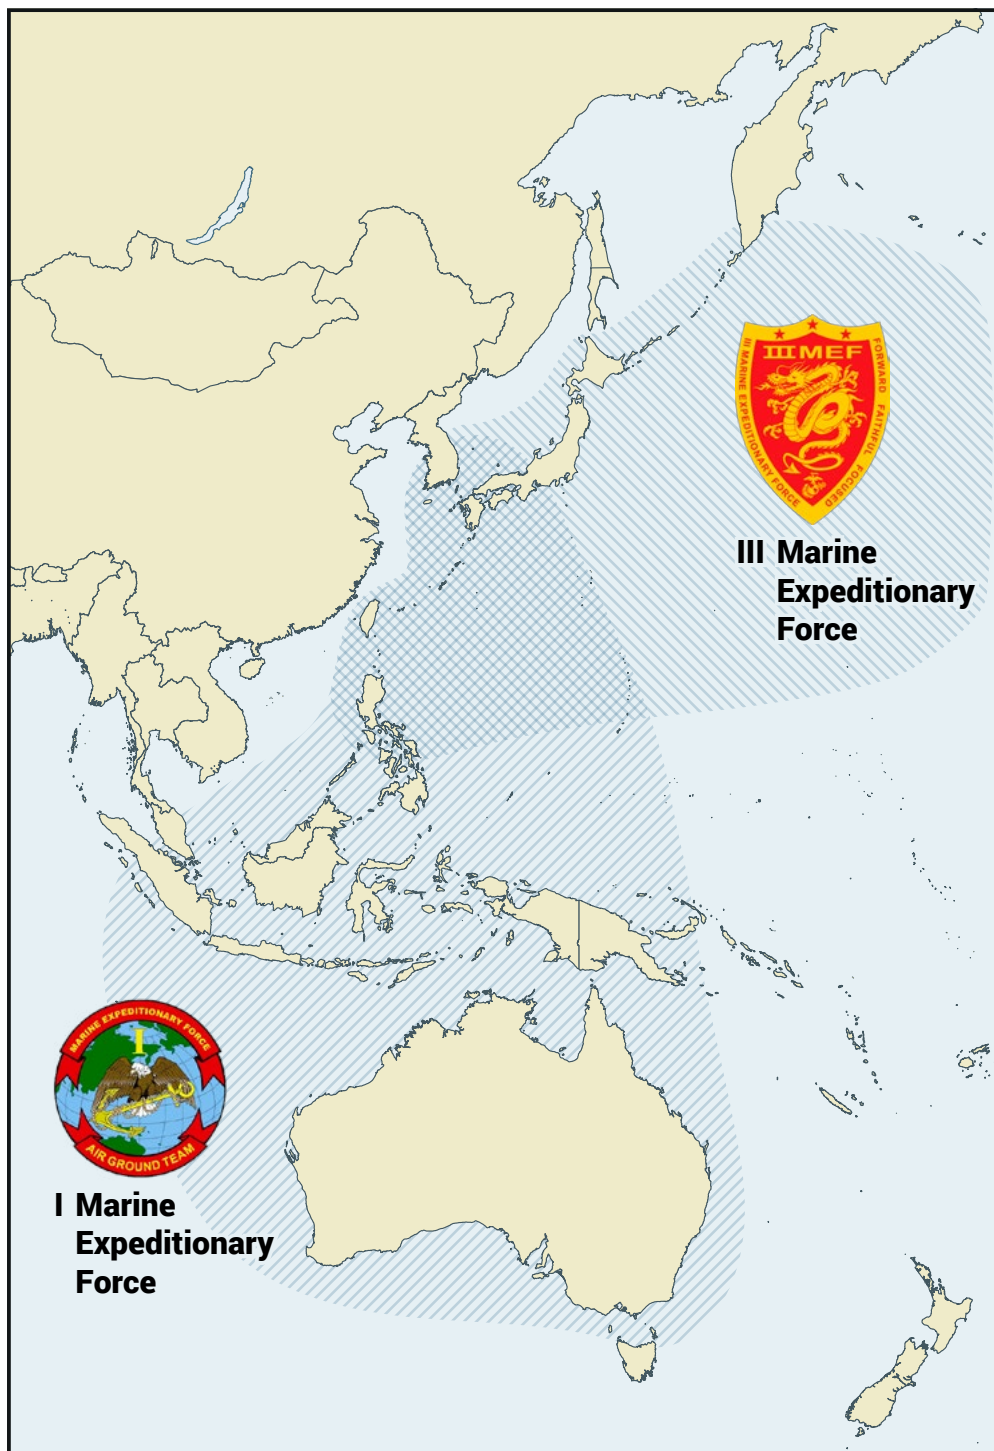 III MEF
III MARINE EXPEDITIONARY FORCE
FORWARD FAITHFUL FOCUSED
III Marine
Expeditionary
Force
MARINE EXPEDITIONARY FORCE
I
AIR GROUND TEAM
I Marine
Expeditionary
Force